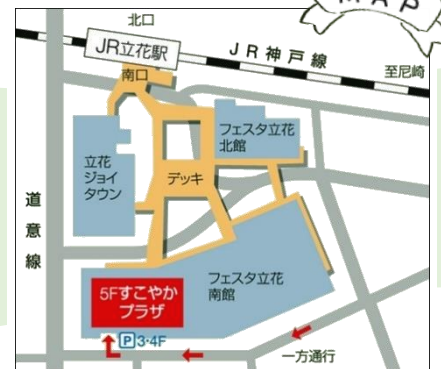 MAP
北口
JR立花駅
JR神戸線
南口
至尼崎
フェスタ立花
北館
立花
ジョイ
タウン
デッキ
道意線
フェスタ立花
南館
5Fすこやか
プラザ
P3・4F
一方通行